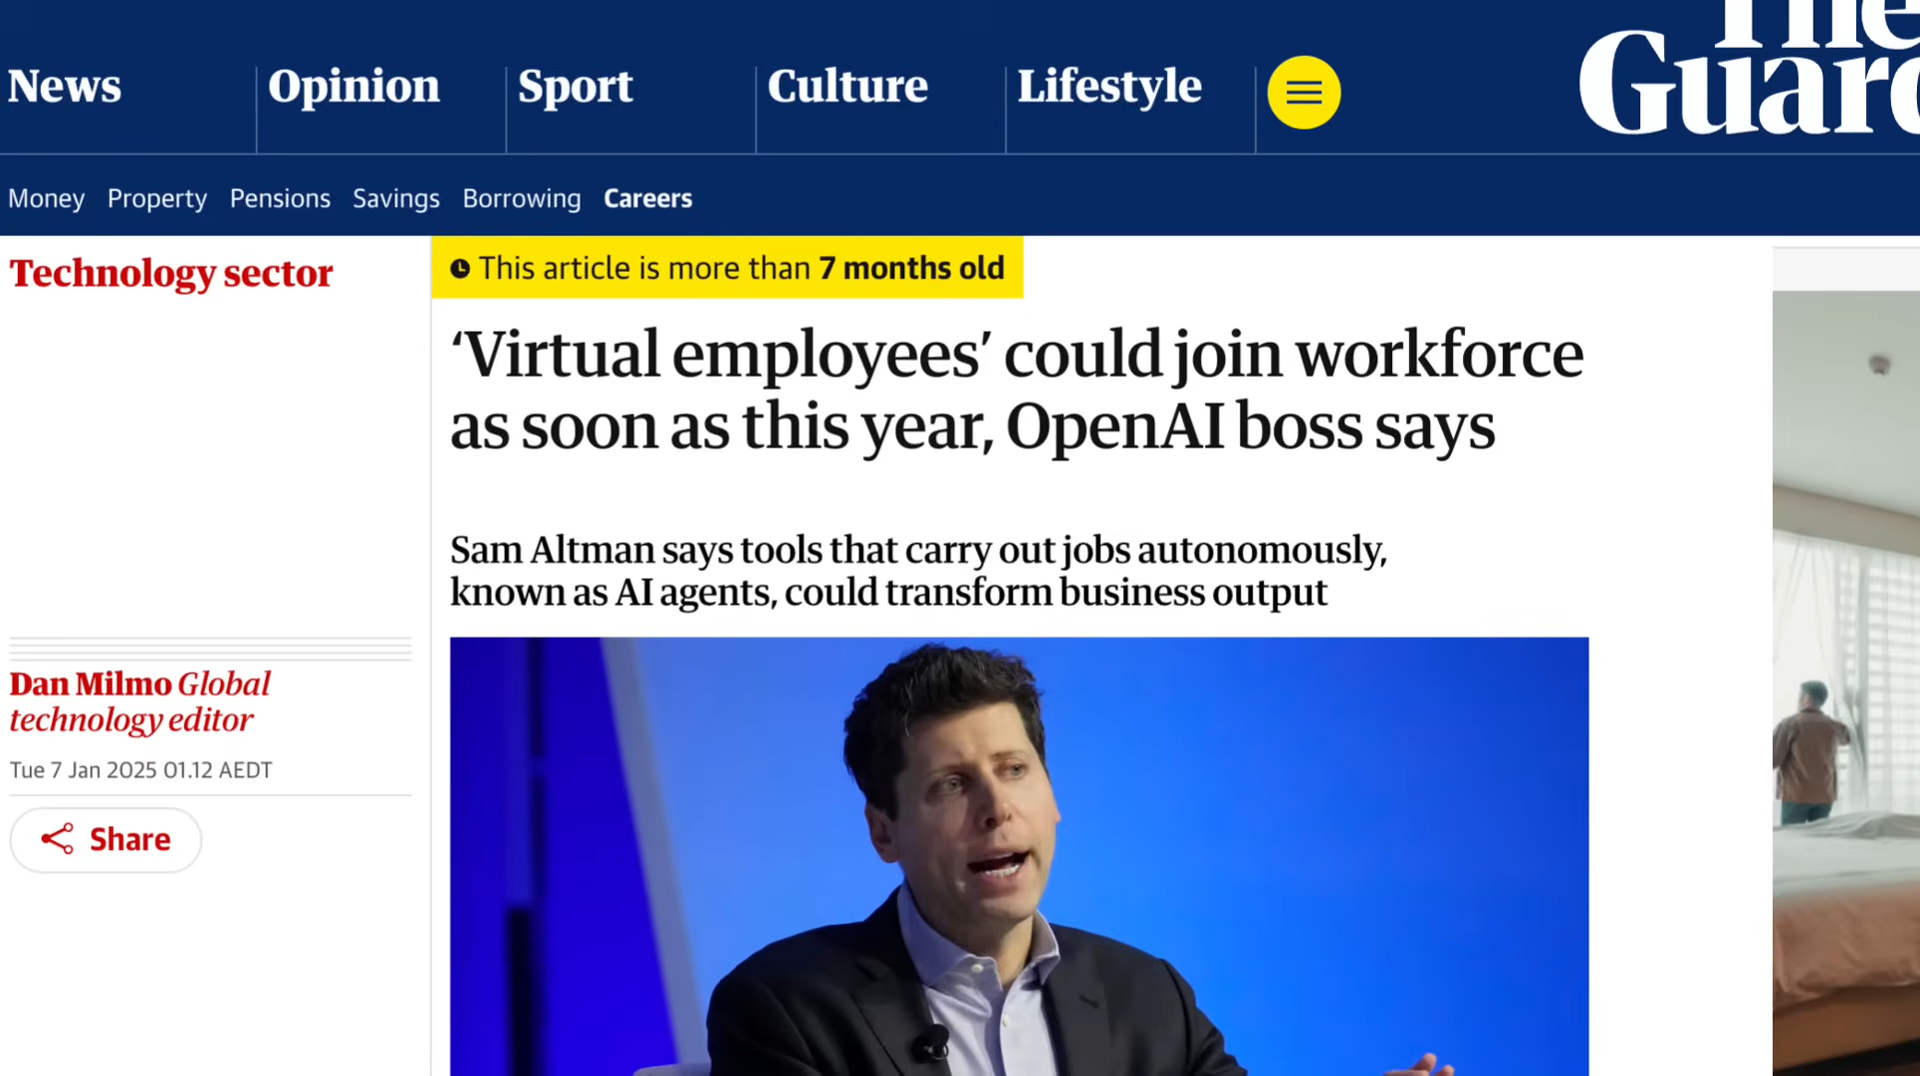 News
Opinion
Sport
Culture
Lifestyle
The
Guard
Money
Property
Pensions
Savings
Borrowing
Careers
Technology sector
This article is more than 7 months old
‘Virtual employees’ could join workforce
as soon as this year, OpenAI boss says
Sam Altman says tools that carry out jobs autonomously,
known as AI agents, could transform business output
Dan Milmo Global
technology editor
Tue 7 Jan 2025 01.12 AEDT
Share